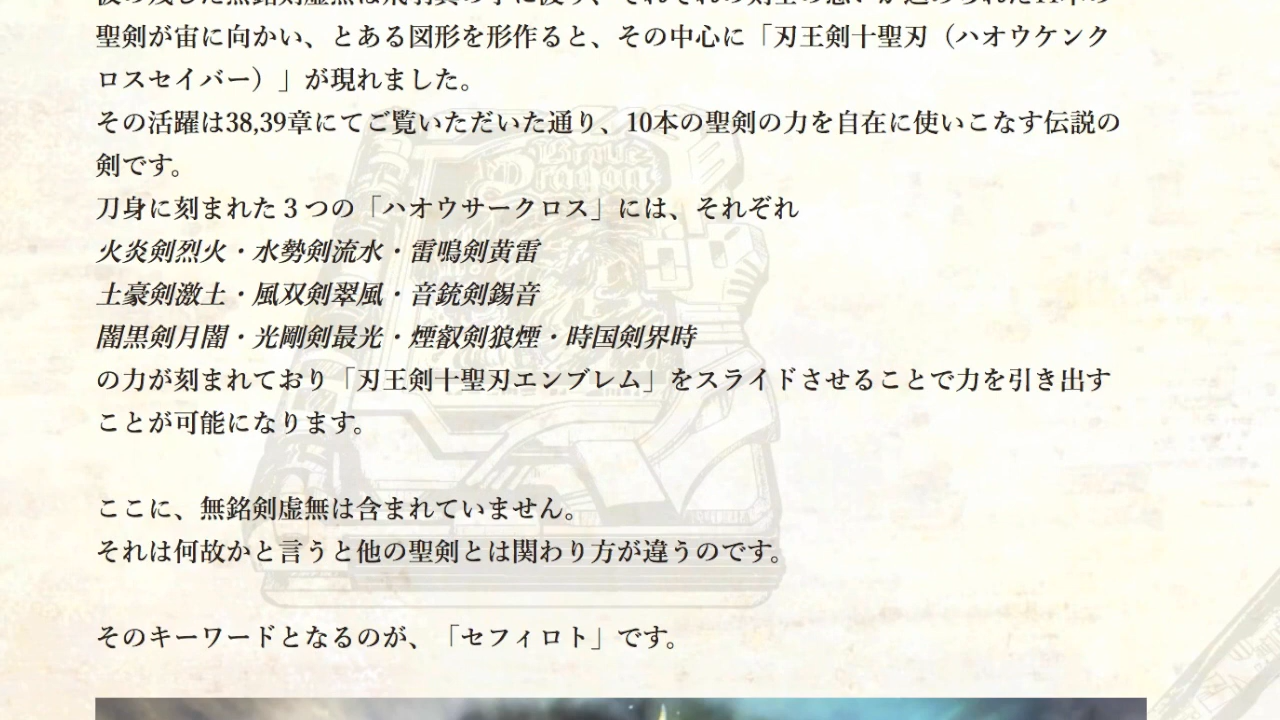 聖剣が宙に向かい、とある図形を形作ると、その中心に「刃王剣十聖刃（ハオウケンク
ロスセイバー）」が現れました。
その活躍は38,39章にてご覧いただいた通り、10本の聖剣の力を自在に使いこなす伝説の
剣です。
刀身に刻まれた３つの「ハオウサークロス」には、それぞれ
火炎剣烈火・水勢剣流水・雷鳴剣黄雷
土豪剣激土・風双剣翠風・音銃剣錫音
闇黒剣月闇・光剛剣最光・煙叡剣狼煙・時国剣界時
の力が刻まれており「刃王剣十聖刃エンブレム」をスライドさせることで力を引き出す
ことが可能になります。
ここに、無銘剣虚無は含まれていません。
それは何故かと言うと他の聖剣とは関わり方が違うのです。
そのキーワードとなるのが、「セフィロト」です。
Brave
Dragon